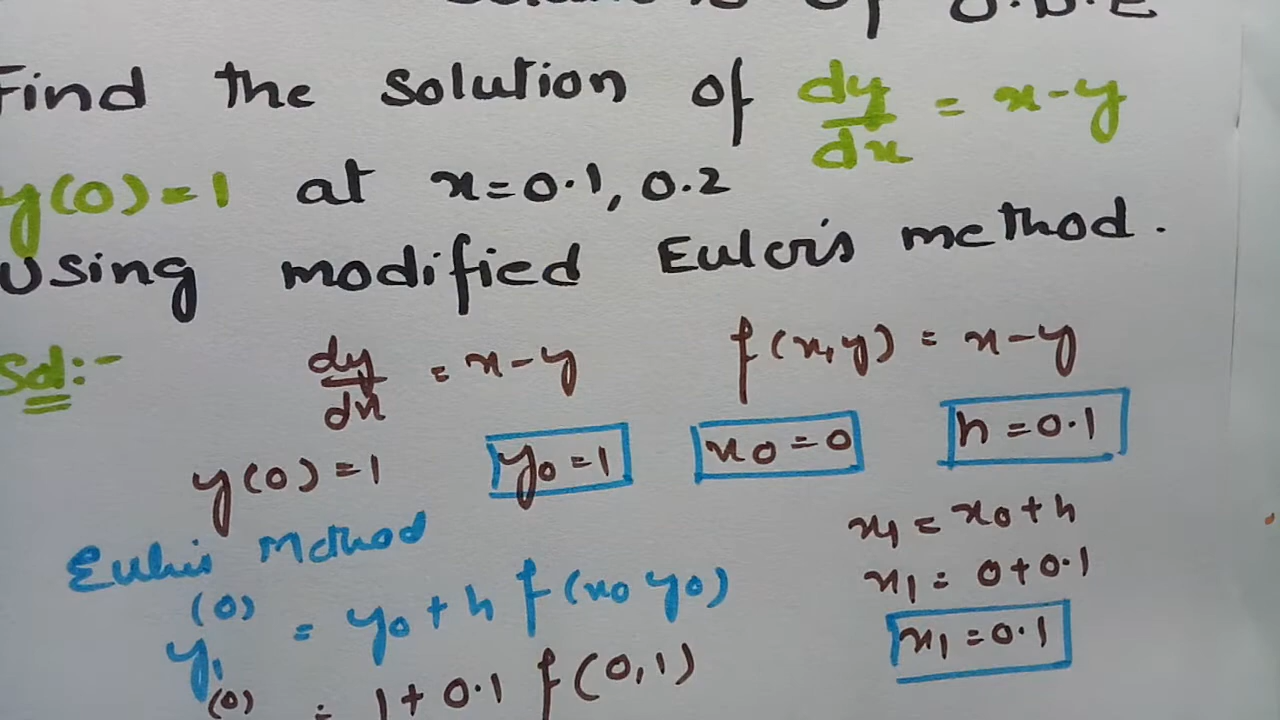 of O.D.E
Find the solution of dy/dx = x-y
y(0)=1 at x=0.1, 0.2
Using modified Euler's method.
Sol:- dy/dx = x-y f(x,y) = x-y
y(0)=1 y0=1 x0=0 h=0.1
Euler's Method
x1 = x0+h
x1 = 0+0.1
x1=0.1
y1(0) = y0+h f(x0 y0)
(0) = 1+0.1 f(0,1)